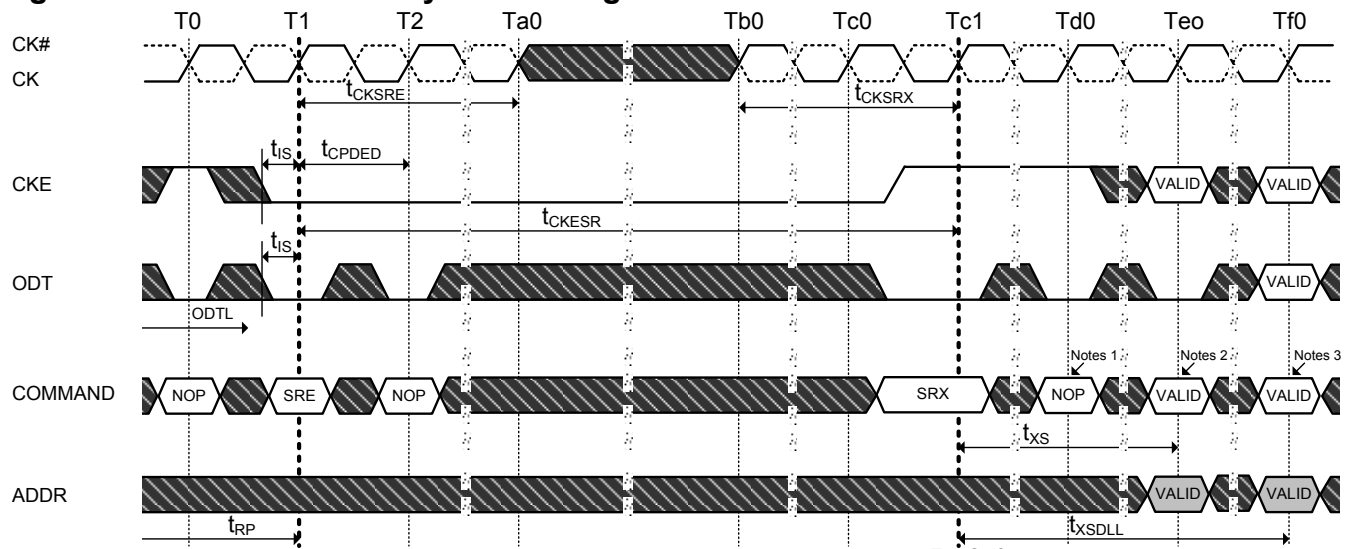 T0 T1 T2 Ta0 Tb0 Tc0 Tc1 Td0 Teo Tf0
CK#
CK
tCKSRE tCKSRX
tIS tCPDED
CKE VALID VALID
tCKESR
tIS
ODT VALID
ODTL
Notes 1 Notes 2 Notes 3
COMMAND NOP SRE NOP SRX NOP VALID VALID
tXS
ADDR VALID VALID
tRP tXSDLL